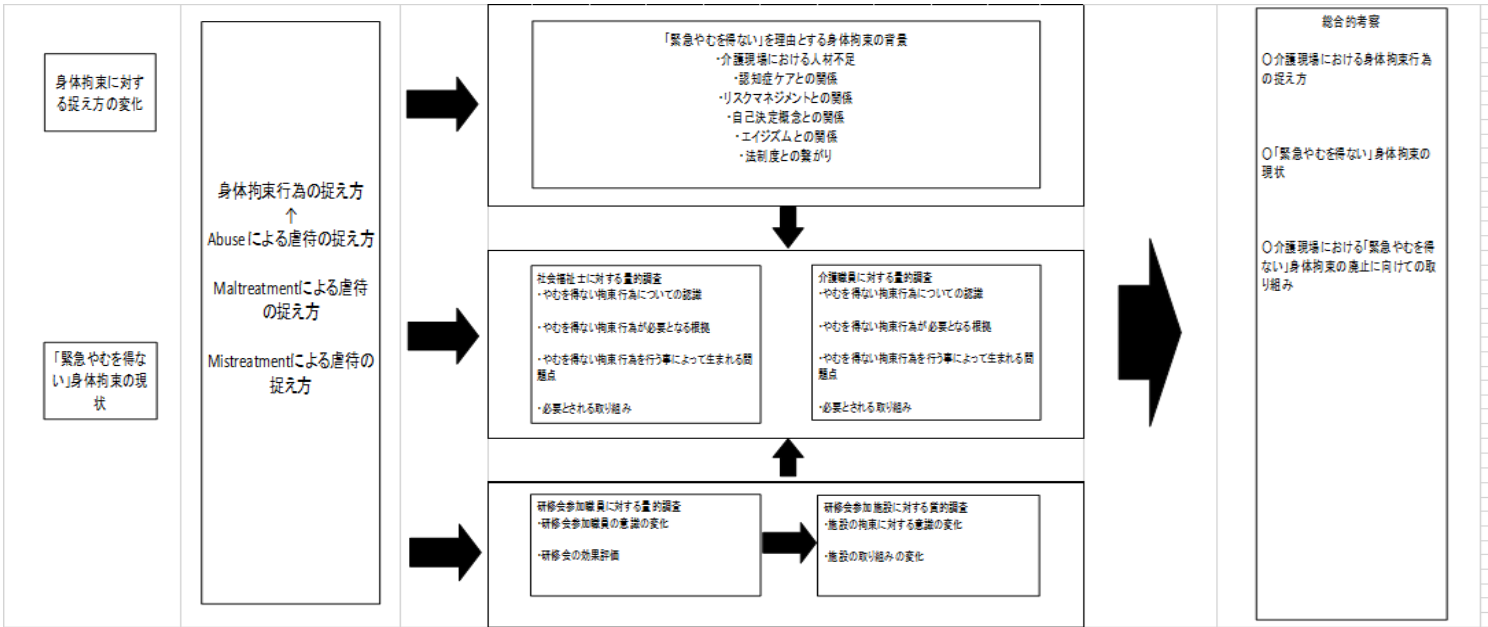 身体拘束に対す
る捉え方の変化
「緊急やむを得な
い」身体拘束の現
状
身体拘束行為の捉え方
↑
Abuseによる虐待の捉え方
Maltreatmentによる虐待
の捉え方
Mistreatmentによる虐待の
捉え方
「緊急やむを得ない」を理由とする身体拘束の背景
・介護現場における人材不足
・認知症ケアとの関係
・リスクマネジメントとの関係
・自己決定概念との関係
・エイジズムとの関係
・法制度との繋がり
社会福祉士に対する量的調査
・やむを得ない拘束行為についての認識
・やむを得ない拘束行為が必要となる根拠
・やむを得ない拘束行為を行う事によって生まれる問
題点
・必要とされる取り組み
介護職員に対する量的調査
・やむを得ない拘束行為についての認識
・やむを得ない拘束行為が必要となる根拠
・やむを得ない拘束行為を行う事によって生まれる問
題点
・必要とされる取り組み
研修会参加職員に対する量的調査
・研修会参加職員の意識の変化
・研修会の効果評価
研修会参加施設に対する質的調査
・施設の拘束に対する意識の変化
・施設の取り組みの変化
総合的考察
〇介護現場における身体拘束行為
の捉え方
〇「緊急やむを得ない」身体拘束の
現状
〇介護現場における「緊急やむを得
ない」身体拘束の廃止に向けての取
り組み